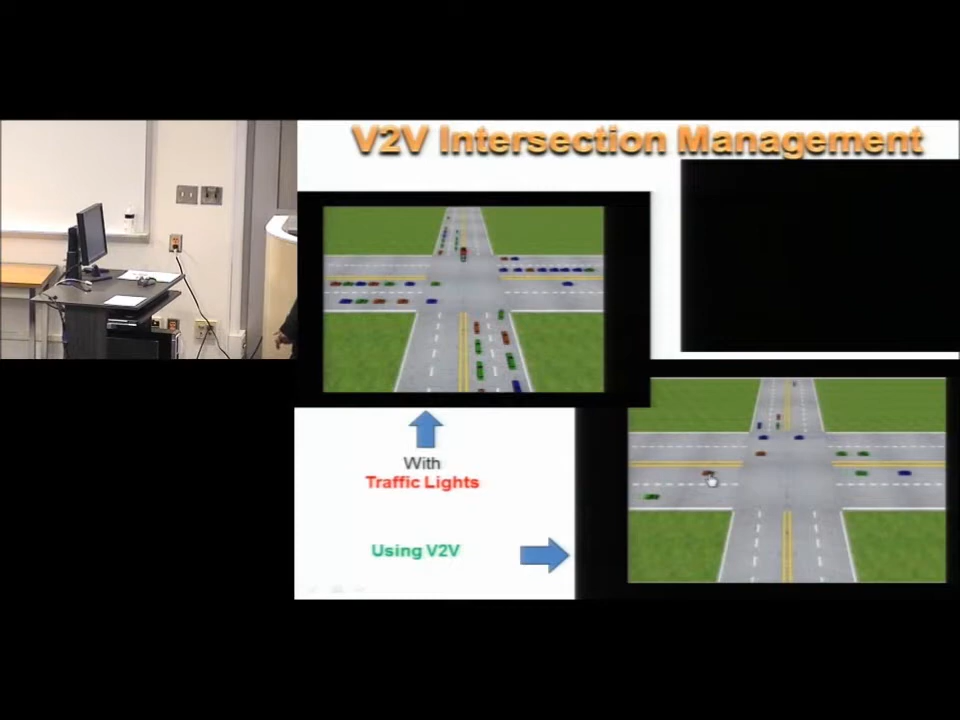 V2V Intersection Management
With
Traffic Lights
Using V2V